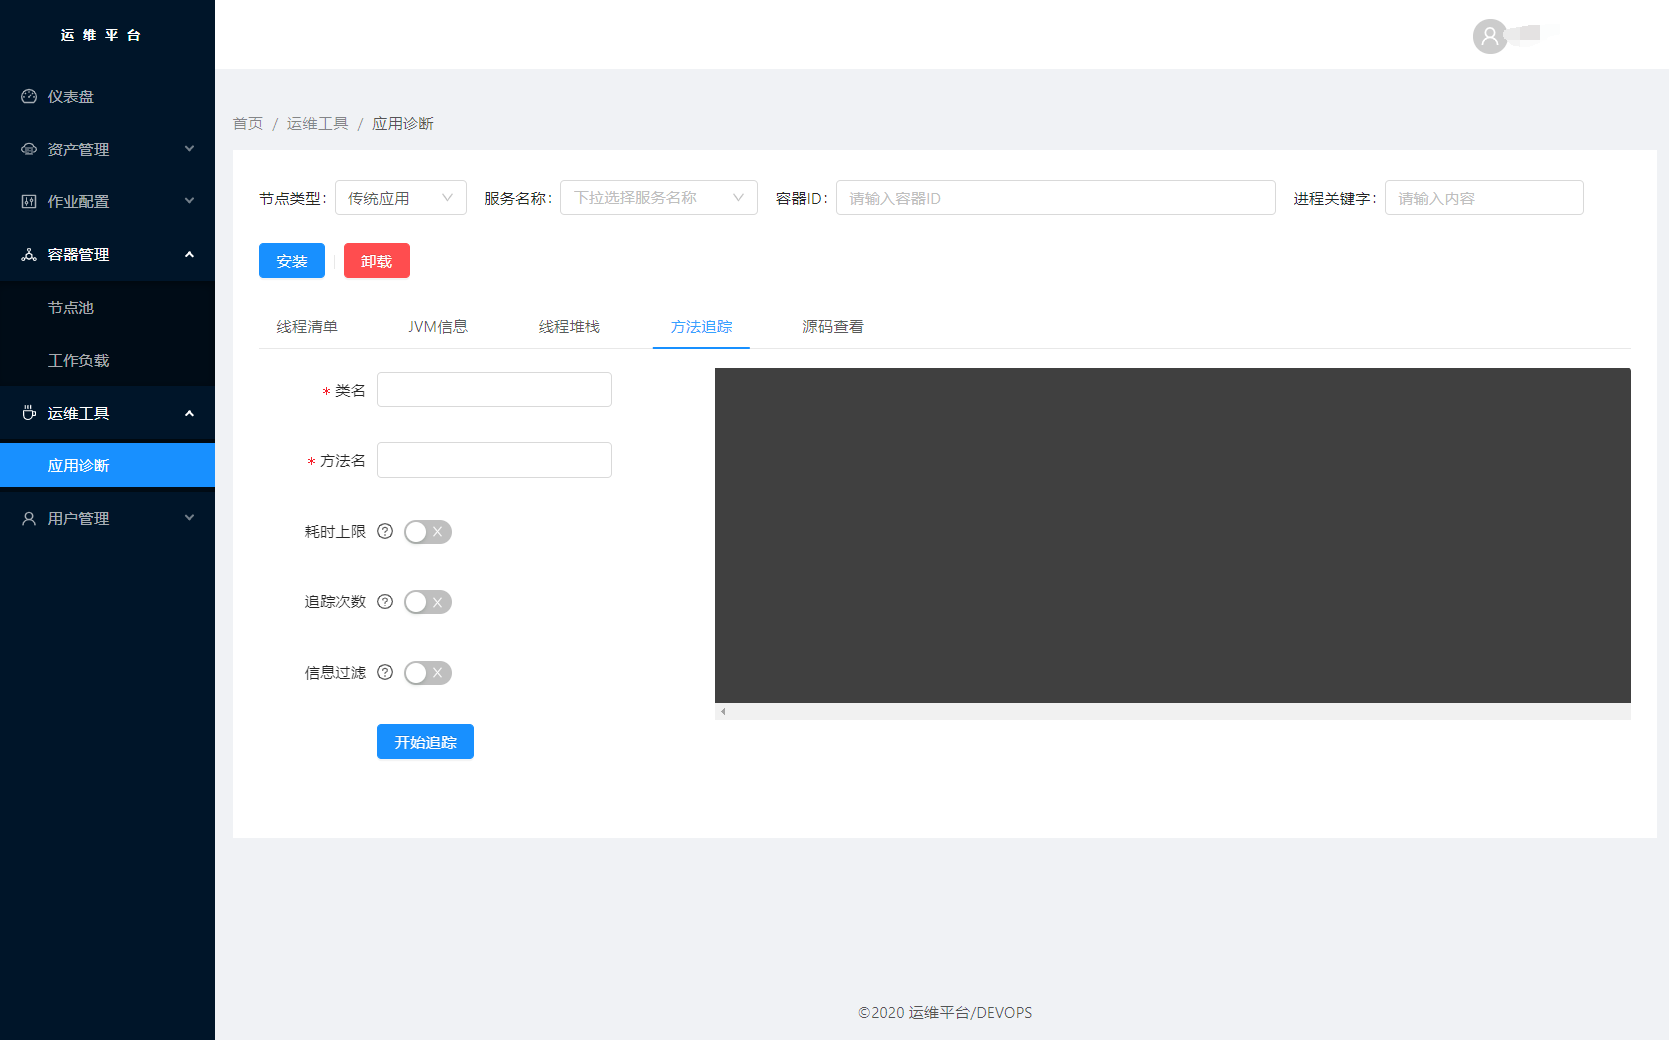 运维平台
仪表盘
资产管理
作业配置
容器管理
节点池
工作负载
运维工具
应用诊断
用户管理
首页 / 运维工具 / 应用诊断
节点类型： 传统应用 服务名称： 下拉选择服务名称 容器ID： 请输入容器ID 进程关键字： 请输入内容
安装 卸载
线程清单 JVM信息 线程堆栈 方法追踪 源码查看
* 类名
* 方法名
耗时上限 ? X
追踪次数 ? X
信息过滤 ? X
开始追踪
©2020 运维平台/DEVOPS